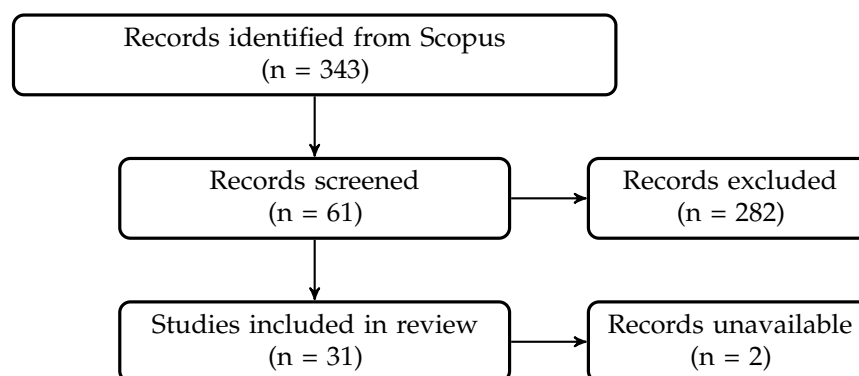 Records identified from Scopus
(n = 343)
Records screened
(n = 61)
Records excluded
(n = 282)
Studies included in review
(n = 31)
Records unavailable
(n = 2)